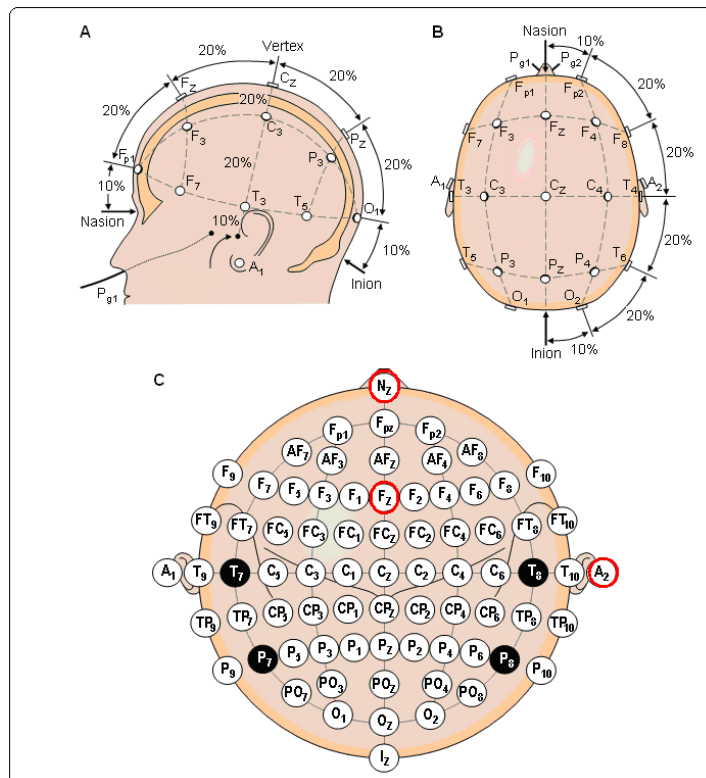 A
Vertex
20%
20%
Fz
Cz
20%
20%
20%
C3
Pz
F3
20%
P3
Fp1
F7
10%
T3
T5
O1
Nasion
10%
10%
A1
Inion
Pg1
B
Nasion
10%
Pg1
Pg2
20%
Fp1
Fp2
F7
F3
Fz
F4
F8
20%
A1
T3
C3
Cz
C4
T4
A2
20%
T5
P3
Pz
P4
T6
O1
O2
20%
Inion
10%
C
Nz
Fp1 Fpz Fp2
AF7 AF3 AFz AF4 AF8
F9 F7 F5 F3 F1 Fz F2 F4 F6 F8 F10
FT9 FT7 FC5 FC3 FC1 FCz FC2 FC4 FC6 FT8 FT10
A1 T9 T7 C5 C3 C1 Cz C2 C4 C6 T8 T10 A2
TP9 TP7 CP5 CP3 CP1 CPz CP2 CP4 CP6 TP8 TP10
P9 P7 P5 P3 P1 Pz P2 P4 P6 P8 P10
PO7 PO3 POz PO4 PO8
O1 Oz O2
Iz